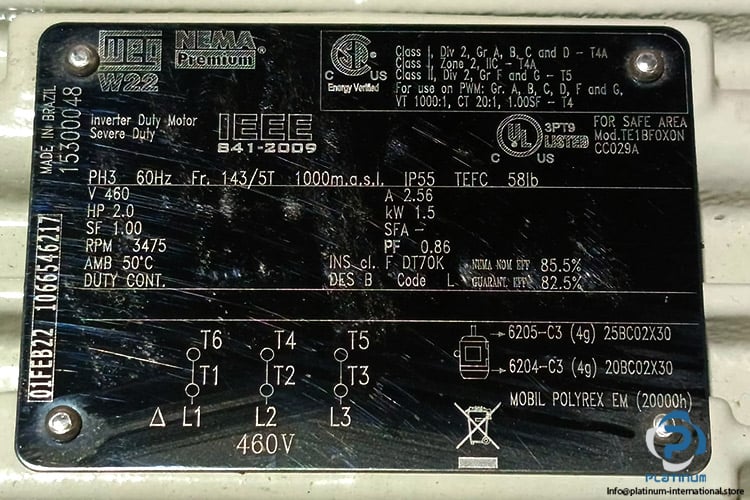 WEG
W22
NEMA
Premium®
C US
Energy Verified
Class I, Div 2, Gr A, B, C and D - T4A
Class I, Zone 2, IIC - T4A
Class II, Div 2, Gr F and G - T5
For use on PWM: Gr. A, B, C, D, F and G,
VT 1000:1, CT 20:1, 1.00SF - T4
MADE IN BRAZIL
15300048
Inverter Duty Motor
Severe Duty
IEEE
841-2009
C UL US
LISTED
3PT9
FOR SAFE AREA
Mod.TE1BF0X0N
CC029A
PH3 60Hz Fr. 143/5T 1000m.a.s.l. IP55 TEFC 58lb
V 460 A 2.56
HP 2.0 kW 1.5
SF 1.00 SFA -
RPM 3475 PF 0.86
AMB 50°C INS cl. F DT70K NEMA NOM EFF 85.5%
DUTY CONT. DES B Code L GUARANT. EFF 82.5%
01FEB22 1066546217
T6 T4 T5
T1 T2 T3
Δ L1 L2 L3
460V
6205-C3 (4g) 25BC02X30
6204-C3 (4g) 20BC02X30
MOBIL POLYREX EM (20000h)
PLATINUM
Info@platinum-international.store